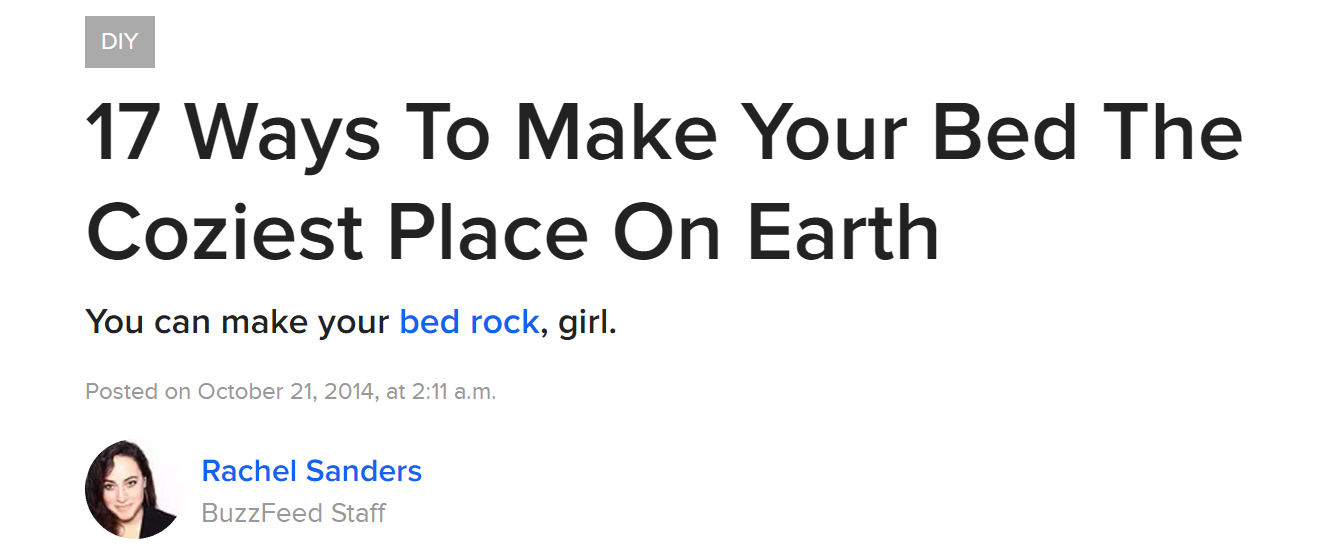 DIY
17 Ways To Make Your Bed The
Coziest Place On Earth
You can make your bed rock, girl.
Posted on October 21, 2014, at 2:11 a.m.
Rachel Sanders
BuzzFeed Staff